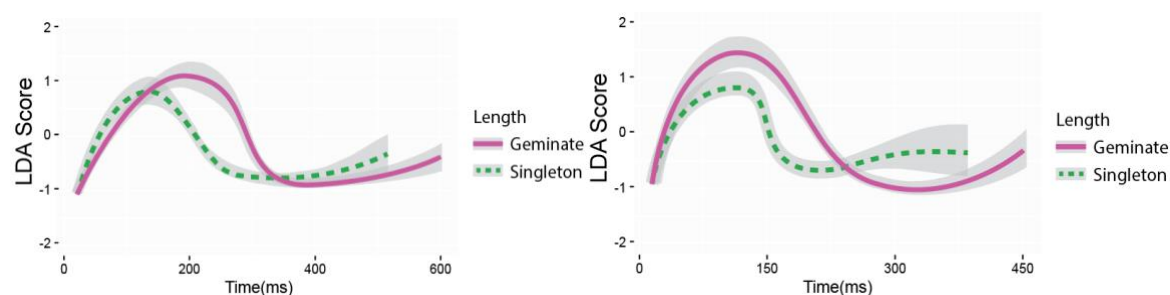 LDA Score
2
1
0
-1
-2
0 200 400 600
Time(ms)
Length
Geminate
Singleton
LDA Score
2
1
0
-1
-2
0 150 300 450
Time(ms)
Length
Geminate
Singleton